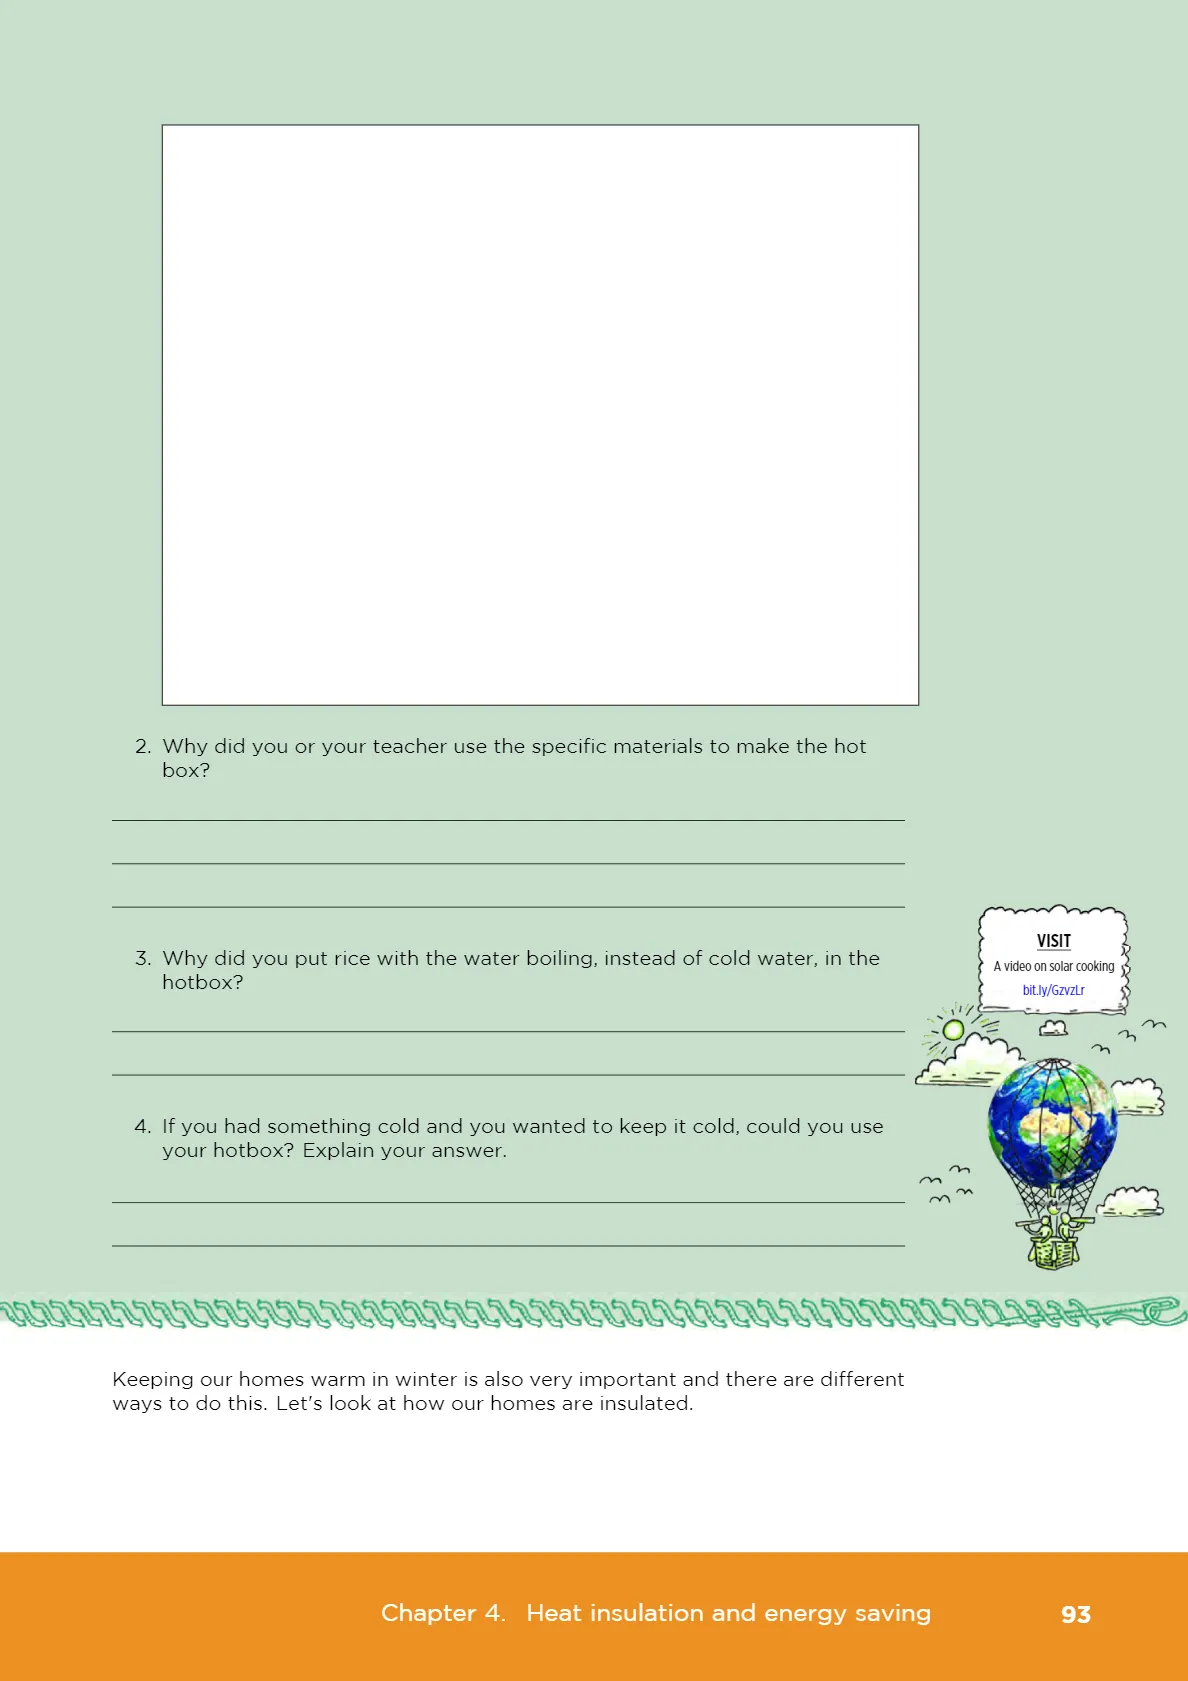 2. Why did you or your teacher use the specific materials to make the hot
box?
3. Why did you put rice with the water boiling, instead of cold water, in the
hotbox?
VISIT
A video on solar cooking
bit.ly/GzvzLr
4. If you had something cold and you wanted to keep it cold, could you use
your hotbox? Explain your answer.
Keeping our homes warm in winter is also very important and there are different
ways to do this. Let's look at how our homes are insulated.
Chapter 4. Heat insulation and energy saving 93